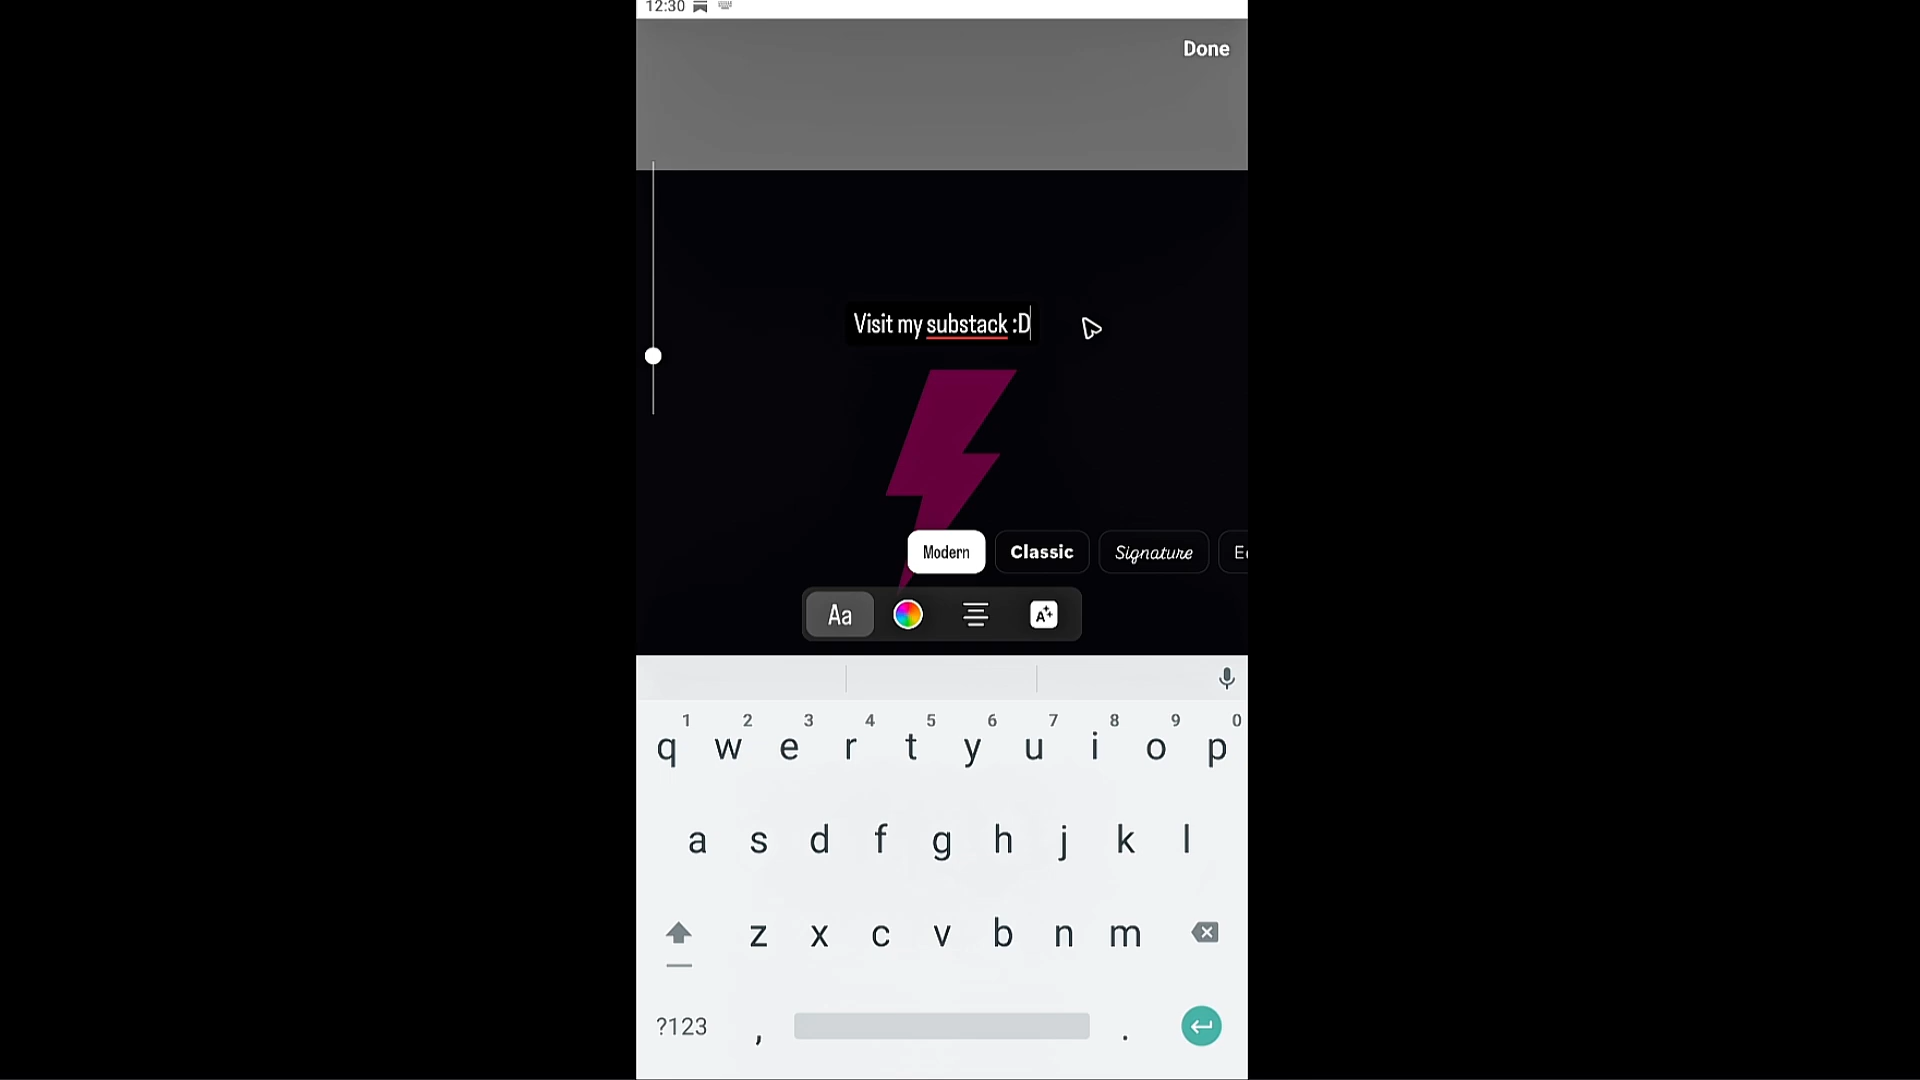 12:30
Done
Visit my substack :D
Modern Classic Signature
Aa A
1 2 3 4 5 6 7 8 9 0
q w e r t y u i o p
a s d f g h j k l
z x c v b n m
?123 , .